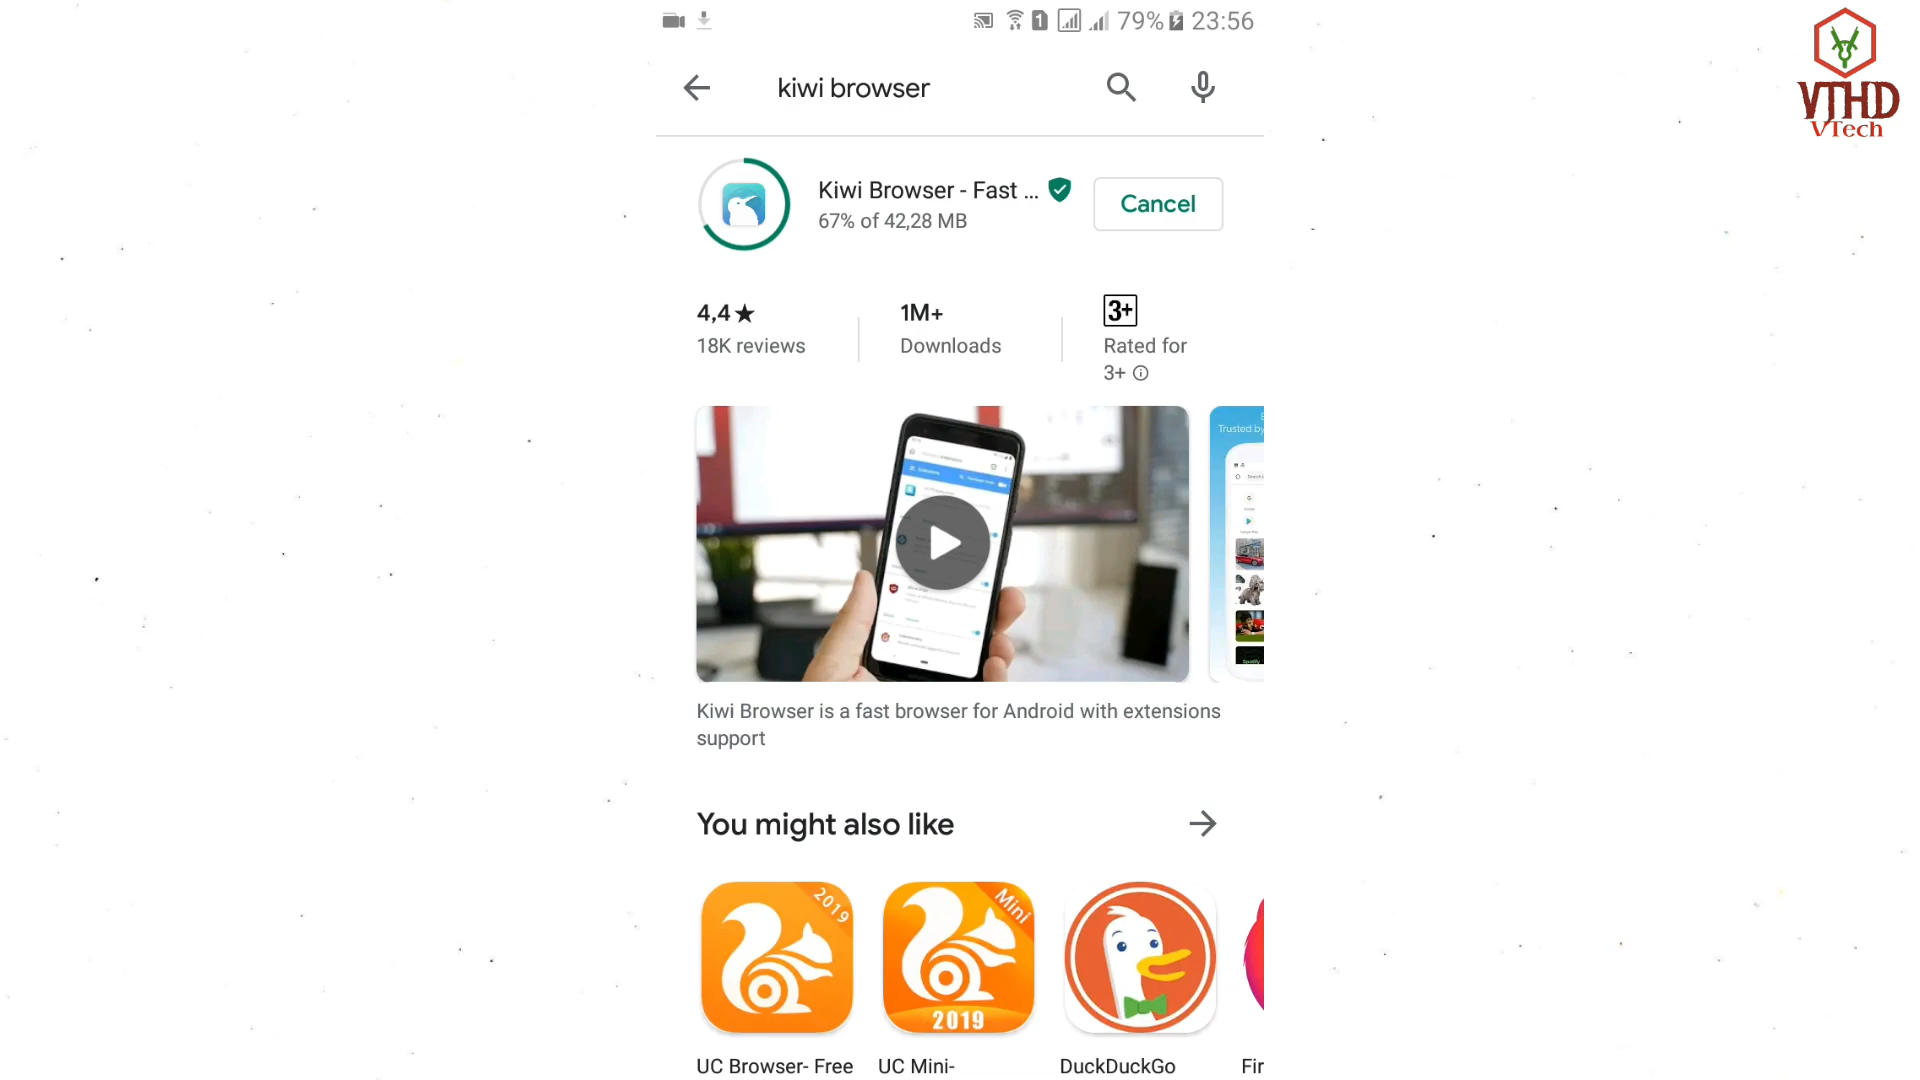 1 79% 23:56
VTHD
VTech
kiwi browser
Kiwi Browser - Fast ...
67% of 42,28 MB
Cancel
4,4★
18K reviews
1M+
Downloads
3+
Rated for
3+
Trusted by
Kiwi Browser is a fast browser for Android with extensions
support
You might also like
2019
Mini
2019
UC Browser- Free
UC Mini-
DuckDuckGo
Fir